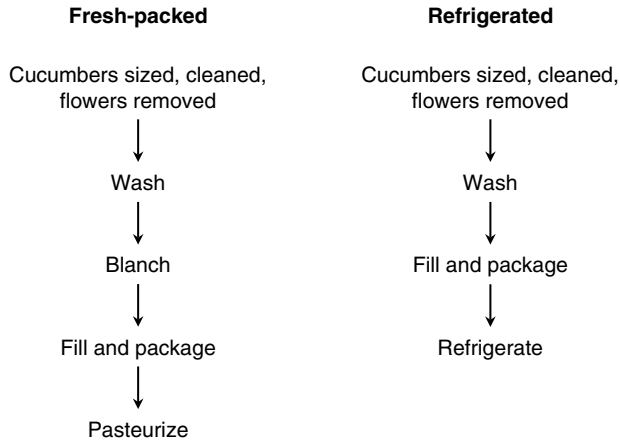 Fresh-packed
Cucumbers sized, cleaned,
flowers removed
Wash
Blanch
Fill and package
Pasteurize
Refrigerated
Cucumbers sized, cleaned,
flowers removed
Wash
Fill and package
Refrigerate